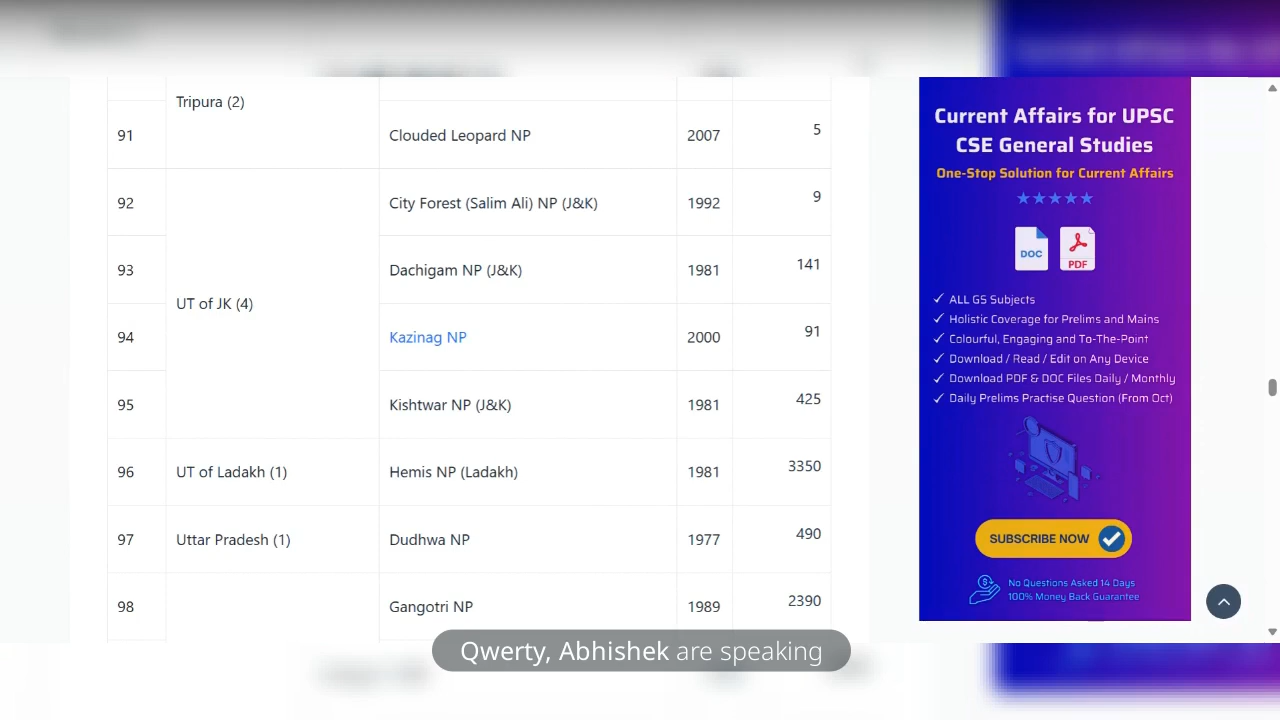 Tripura (2)
91 Clouded Leopard NP 2007 5
92 City Forest (Salim Ali) NP (J&K) 1992 9
93 Dachigam NP (J&K) 1981 141
UT of JK (4)
94 Kazinag NP 2000 91
95 Kishtwar NP (J&K) 1981 425
96 UT of Ladakh (1) Hemis NP (Ladakh) 1981 3350
97 Uttar Pradesh (1) Dudhwa NP 1977 490
98 Gangotri NP 1989 2390
Current Affairs for UPSC
CSE General Studies
One-Stop Solution for Current Affairs
DOC
PDF
ALL GS Subjects
Holistic Coverage for Prelims and Mains
Colourful, Engaging and To-The-Point
Download / Read / Edit on Any Device
Download PDF & DOC Files Daily / Monthly
Daily Prelims Practise Question (From Oct)
SUBSCRIBE NOW
No Questions Asked 14 Days
100% Money Back Guarantee
Qwerty, Abhishek are speaking